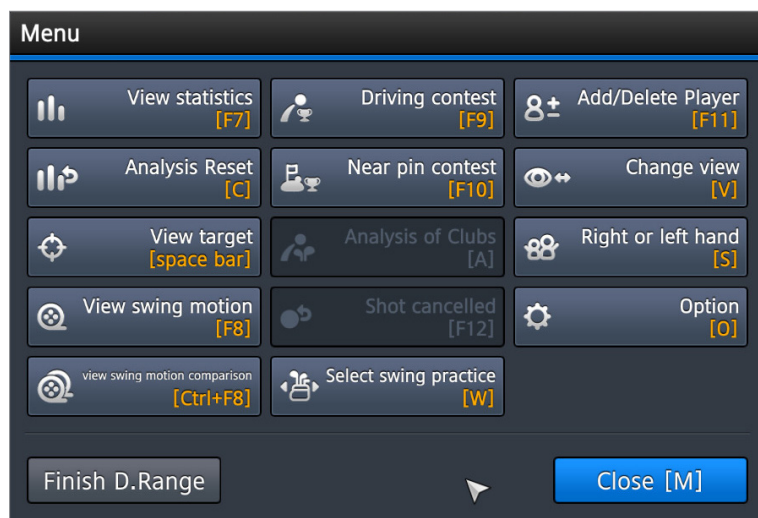 Menu
View statistics
[F7]
Driving contest
[F9]
Add/Delete Player
[F11]
Analysis Reset
[C]
Near pin contest
[F10]
Change view
[V]
View target
[space bar]
Analysis of Clubs
[A]
Right or left hand
[S]
View swing motion
[F8]
Shot cancelled
[F12]
Option
[O]
view swing motion comparison
[Ctrl+F8]
Select swing practice
[W]
Finish D.Range
Close [M]